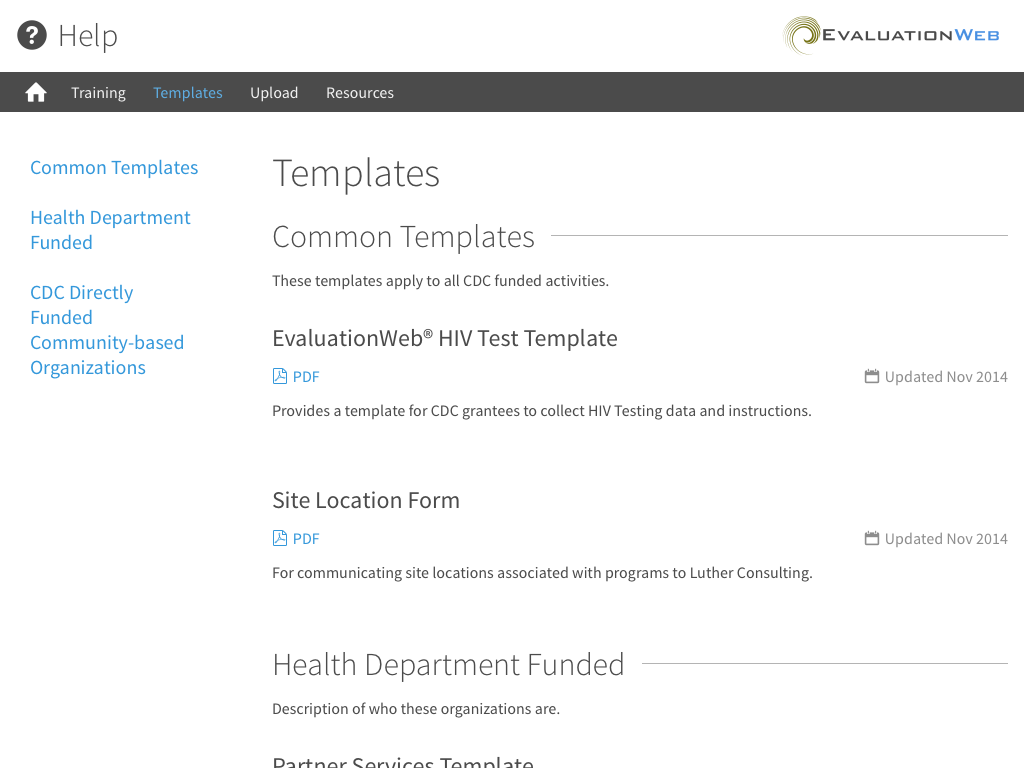 ? Help
EVALUATIONWEB
Training Templates Upload Resources
Common Templates
Health Department
Funded
CDC Directly
Funded
Community-based
Organizations
Templates
Common Templates
These templates apply to all CDC funded activities.
EvaluationWeb® HIV Test Template
PDF
Updated Nov 2014
Provides a template for CDC grantees to collect HIV Testing data and instructions.
Site Location Form
PDF
Updated Nov 2014
For communicating site locations associated with programs to Luther Consulting.
Health Department Funded
Description of who these organizations are.
Partner Services Template